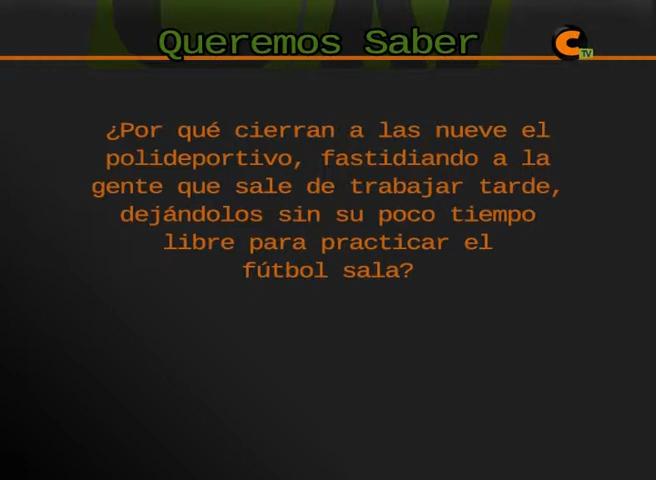 Queremos Saber
C
TV
¿Por qué cierran a las nueve el
polideportivo, fastidiando a la
gente que sale de trabajar tarde,
dejándolos sin su poco tiempo
libre para practicar el
fútbol sala?